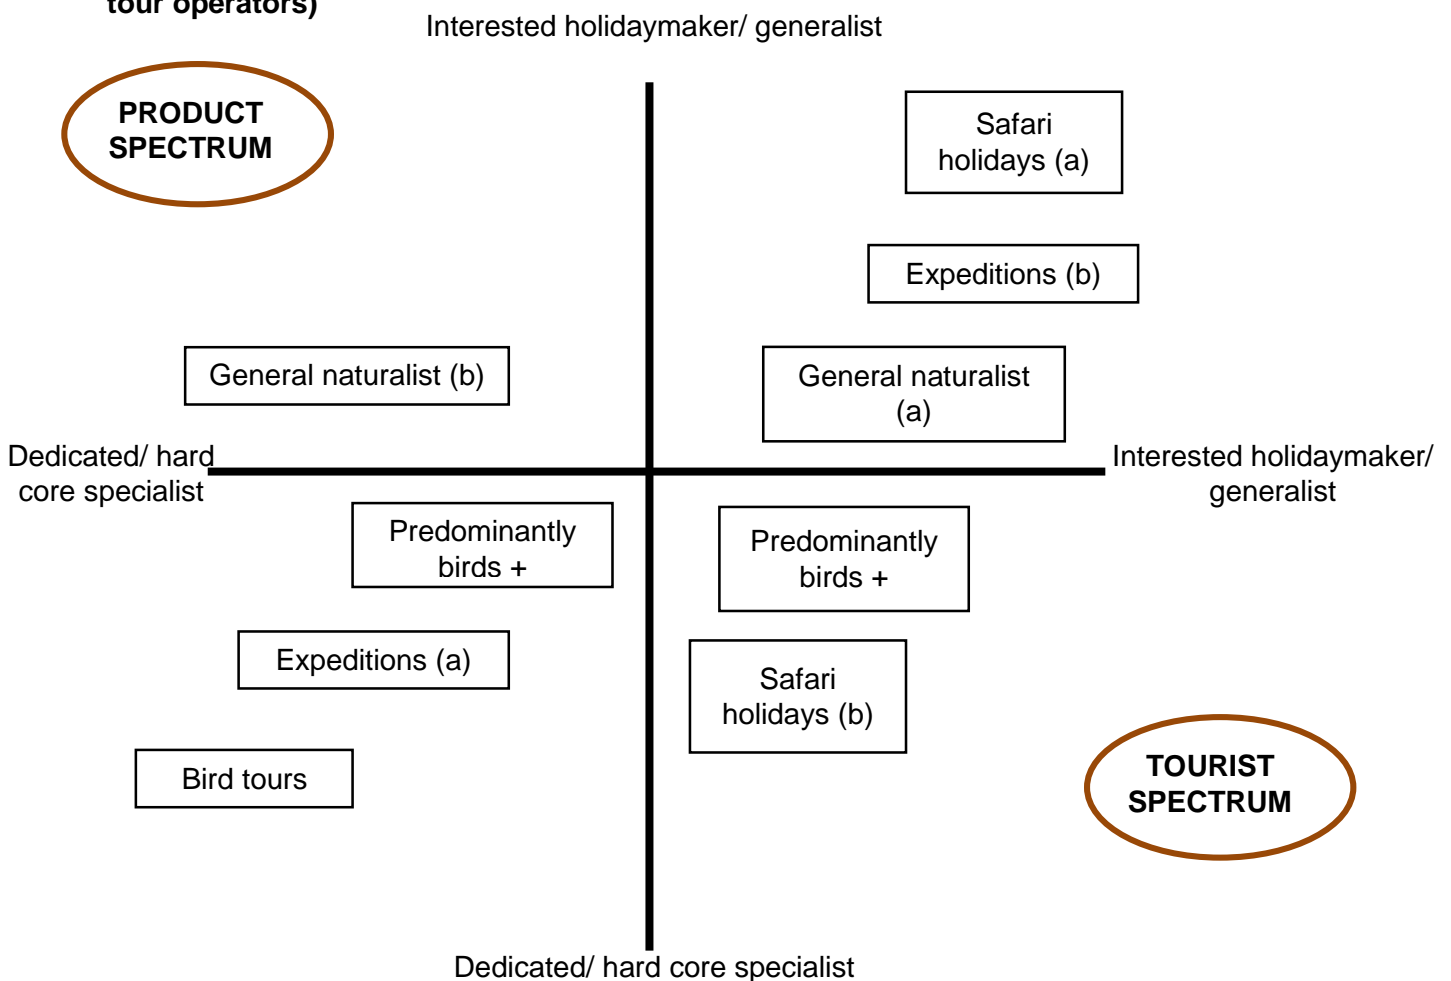 tour operators)
Interested holidaymaker/ generalist
PRODUCT
SPECTRUM
Safari
holidays (a)
Expeditions (b)
General naturalist (b)
General naturalist
(a)
Dedicated/ hard
core specialist
Interested holidaymaker/
generalist
Predominantly
birds +
Predominantly
birds +
Expeditions (a)
Safari
holidays (b)
Bird tours
TOURIST
SPECTRUM
Dedicated/ hard core specialist